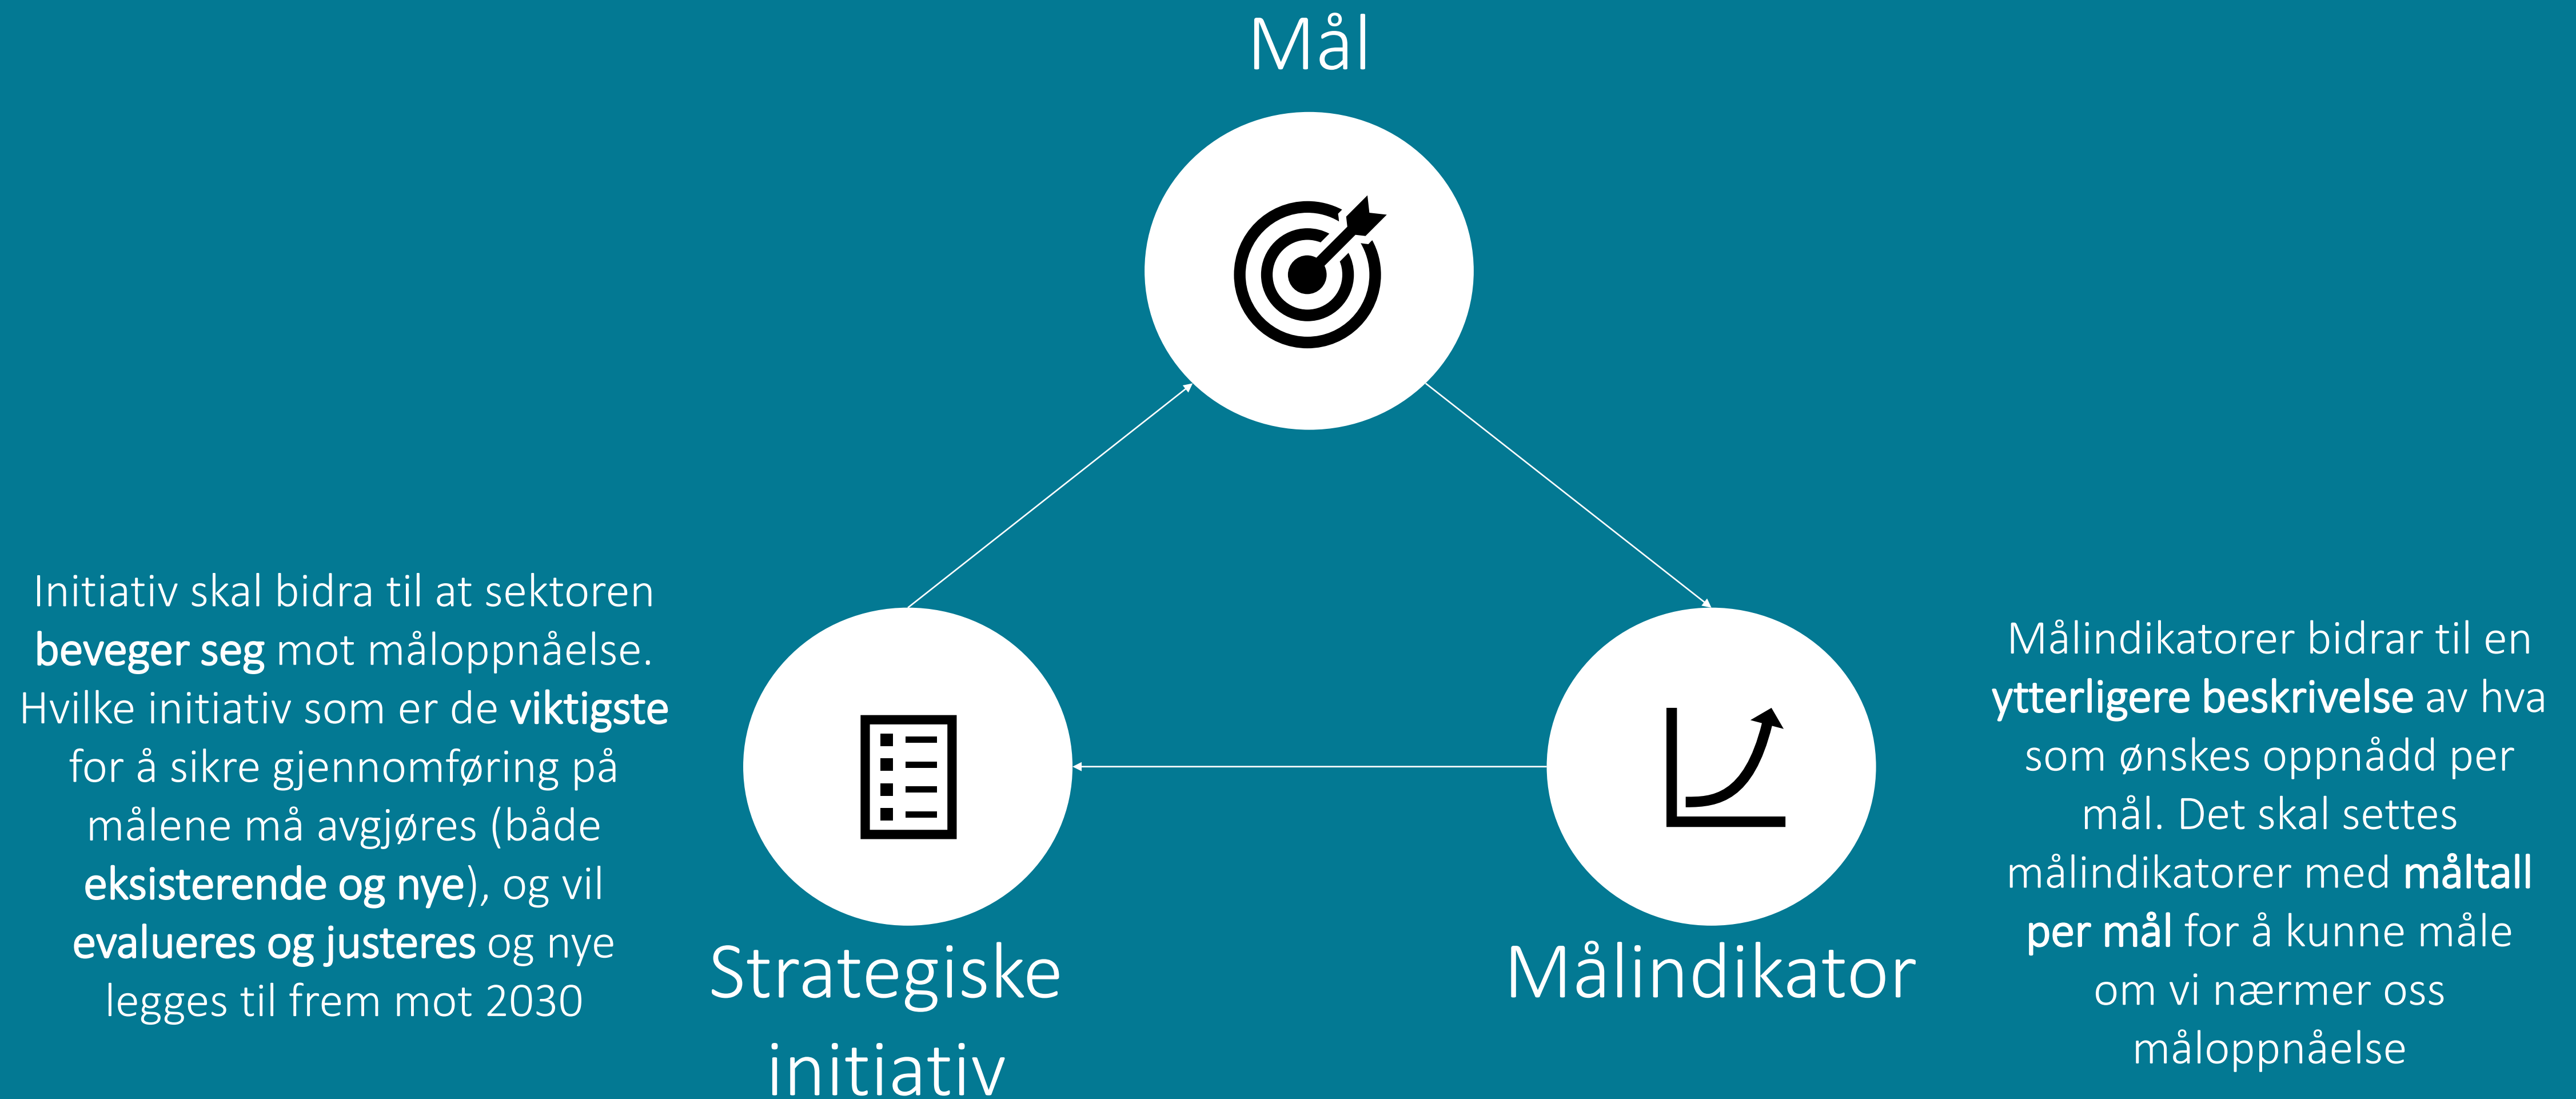 Mål
Initiativ skal bidra til at sektoren
beveger seg mot måloppnåelse.
Hvilke initiativ som er de viktigste
for å sikre gjennomføring på
målene må avgjøres (både
eksisterende og nye), og vil
evalueres og justeres og nye
legges til frem mot 2030
Strategiske
initiativ
Målindikator
Målindikatorer bidrar til en
ytterligere beskrivelse av hva
som ønskes oppnådd per
mål. Det skal settes
målindikatorer med måltall
per mål for å kunne måle
om vi nærmer oss
måloppnåelse